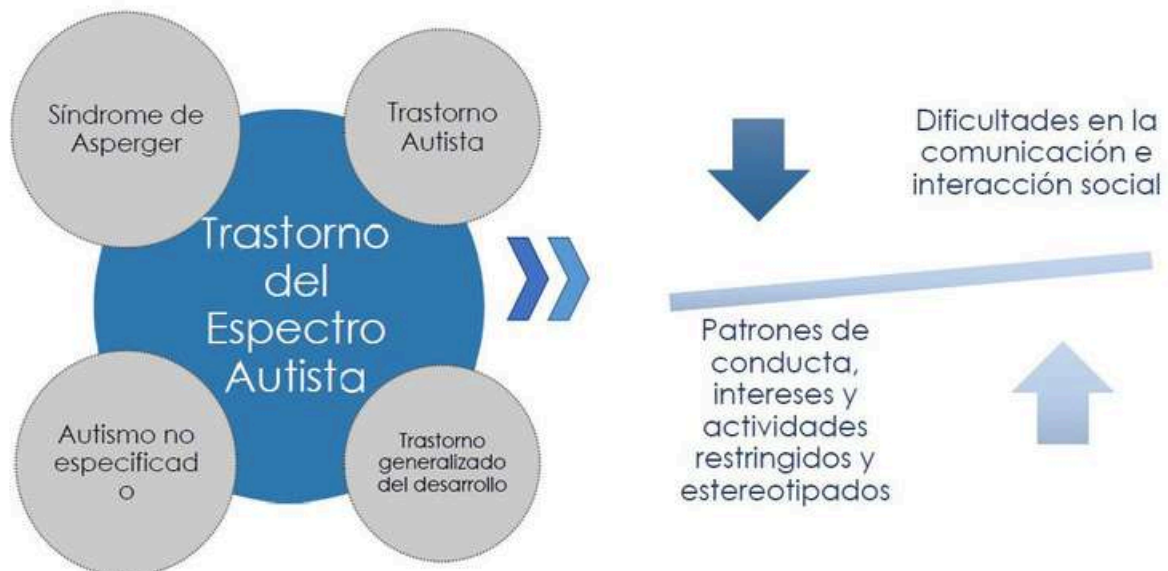 Síndrome de
Asperger
Trastorno
Autista
Trastorno
del
Espectro
Autista
Autismo no
especificad
o
Trastorno
generalizado
del desarrollo
Dificultades en la
comunicación e
interacción social
Patrones de
conducta,
intereses y
actividades
restringidos y
estereotipados